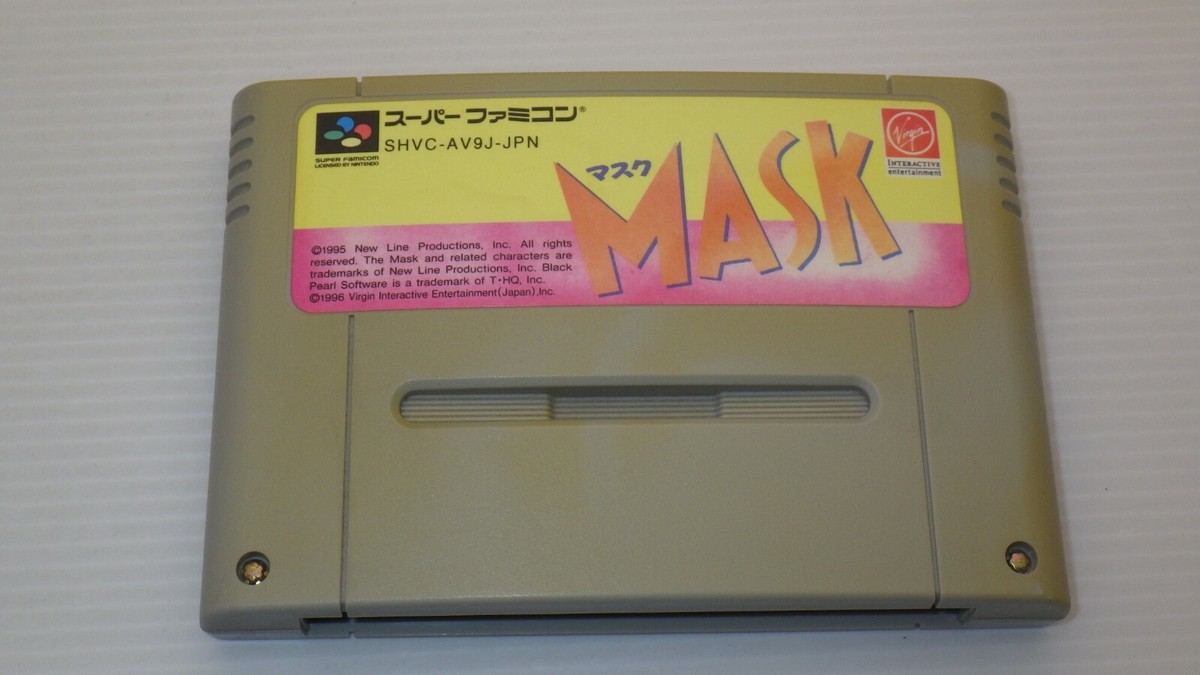 スーパーファミコン®
SHVC-AV9J-JPN
SUPER FAMICOM
LICENSED BY NINTENDO
マスク
MASK
Virgin
INTERACTIVE
entertainment
©1995 New Line Productions, Inc. All rights
reserved. The Mask and related characters are
trademarks of New Line Productions, Inc. Black
Pearl Software is a trademark of T・HQ, Inc.
©1996 Virgin Interactive Entertainment(Japan),Inc.